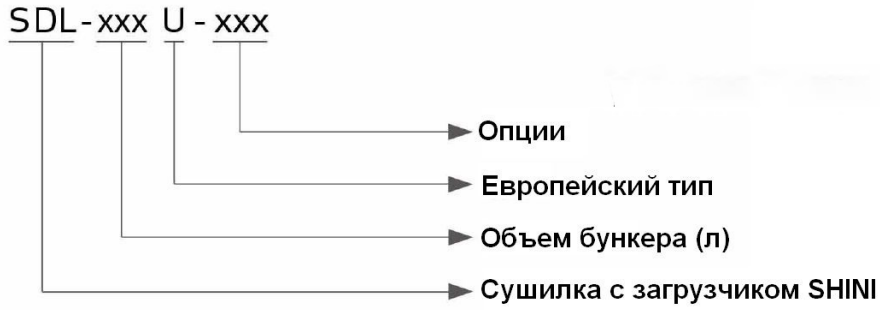 SDL-xxx U - xxx
Опции
Европейский тип
Объем бункера (л)
Сушилка с загрузчиком SHINI